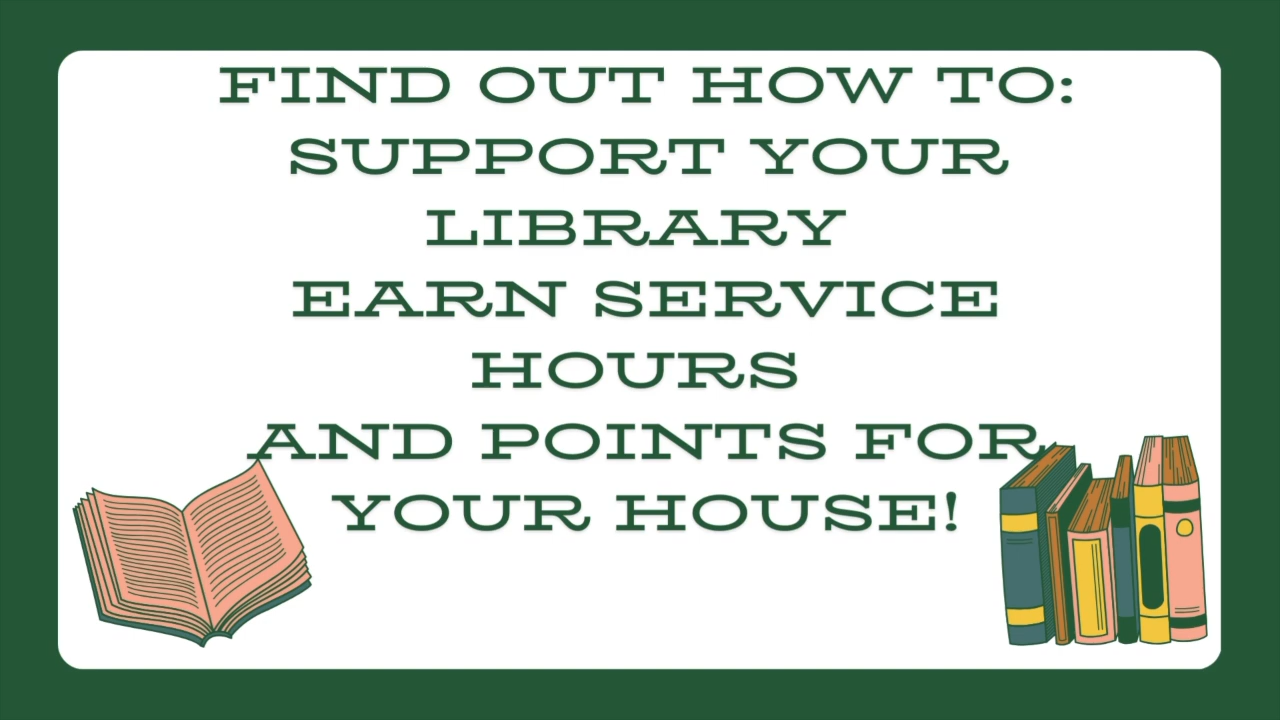 FIND OUT HOW TO:
SUPPORT YOUR
LIBRARY
EARN SERVICE
HOURS
AND POINTS FOR
YOUR HOUSE!